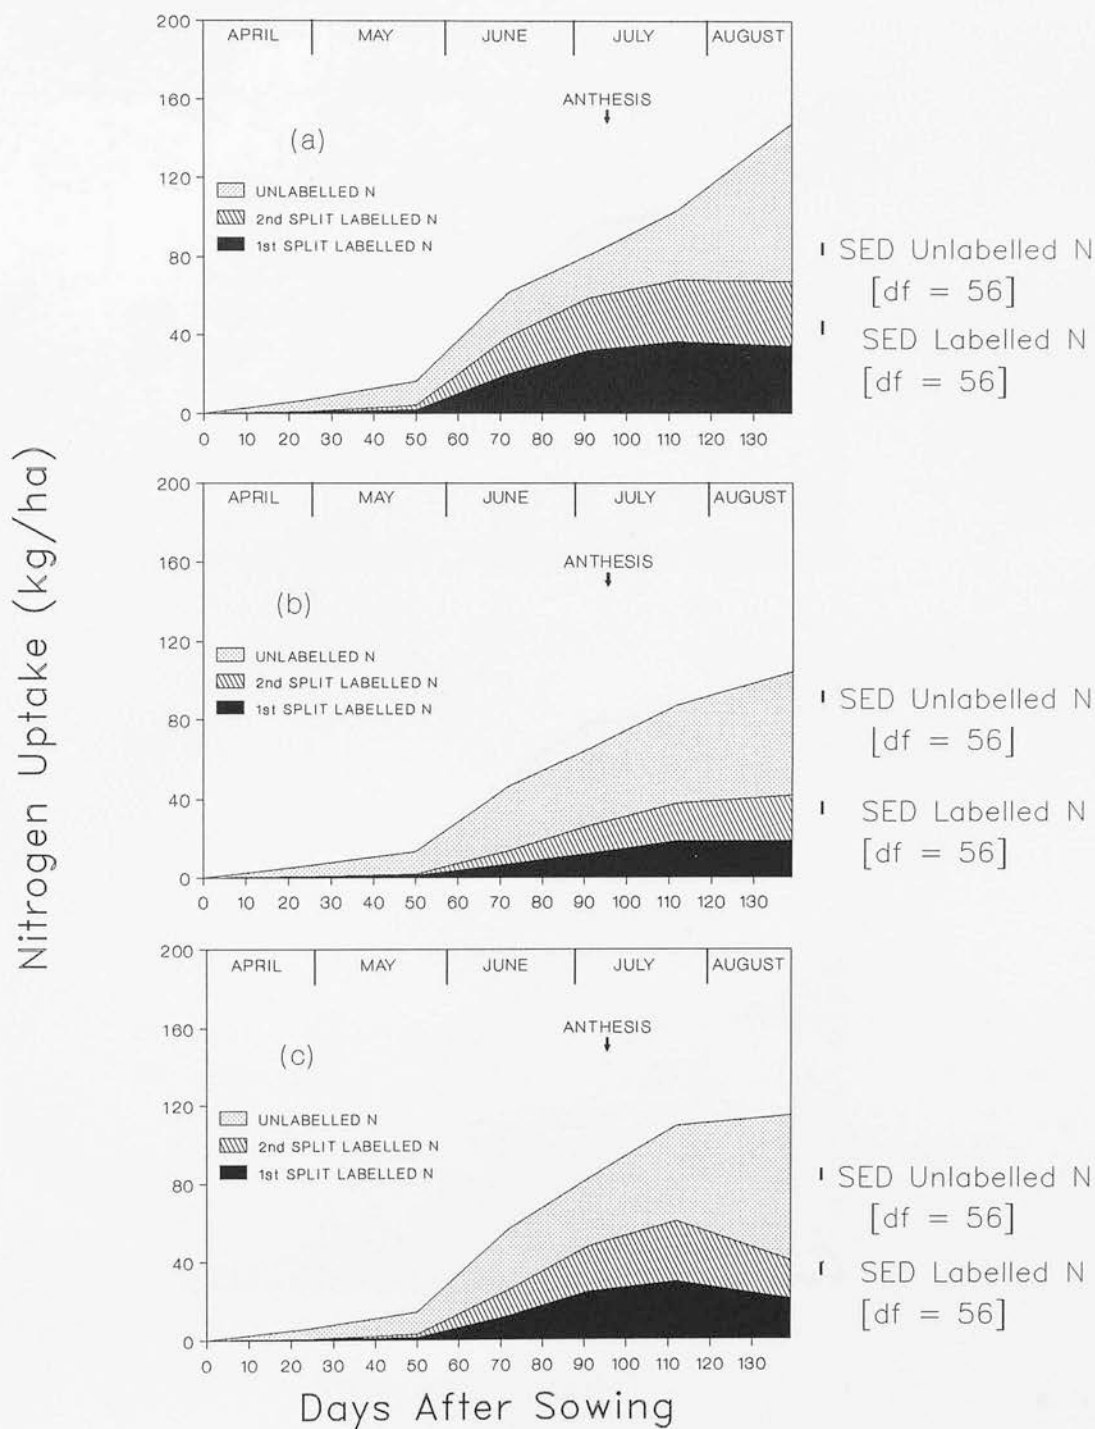 Nitrogen Uptake (kg/ha)
200
APRIL MAY JUNE JULY AUGUST
160
ANTHESIS
(a)
120
UNLABELLED N
2nd SPLIT LABELLED N
1st SPLIT LABELLED N
80
40
0
0 10 20 30 40 50 60 70 80 90 100 110 120 130
SED Unlabelled N
[df = 56]
SED Labelled N
[df = 56]
200
APRIL MAY JUNE JULY AUGUST
160
ANTHESIS
(b)
120
UNLABELLED N
2nd SPLIT LABELLED N
1st SPLIT LABELLED N
80
40
0
0 10 20 30 40 50 60 70 80 90 100 110 120 130
SED Unlabelled N
[df = 56]
SED Labelled N
[df = 56]
200
APRIL MAY JUNE JULY AUGUST
160
ANTHESIS
(c)
120
UNLABELLED N
2nd SPLIT LABELLED N
1st SPLIT LABELLED N
80
40
0
0 10 20 30 40 50 60 70 80 90 100 110 120 130
SED Unlabelled N
[df = 56]
SED Labelled N
[df = 56]
Days After Sowing